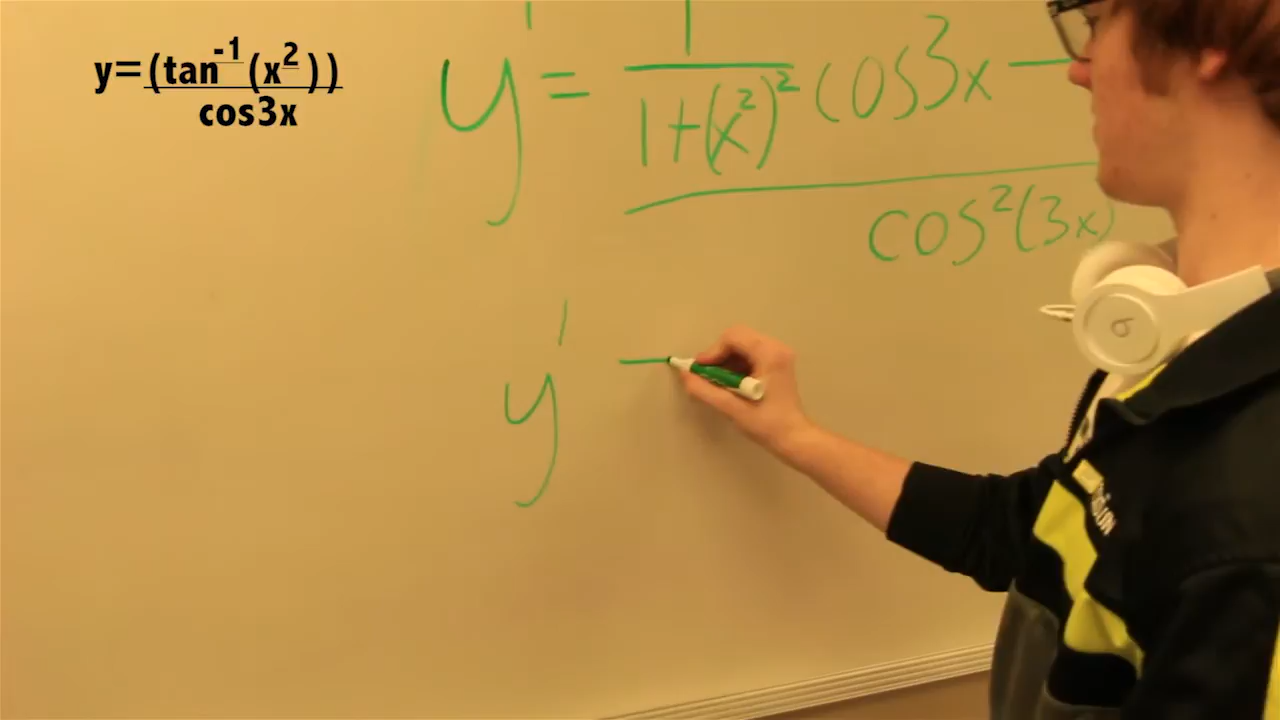 y=(tan⁻¹(x²))
cos3x
y' = 1
1+(x²)² cos3x −
cos²(3x)
y'